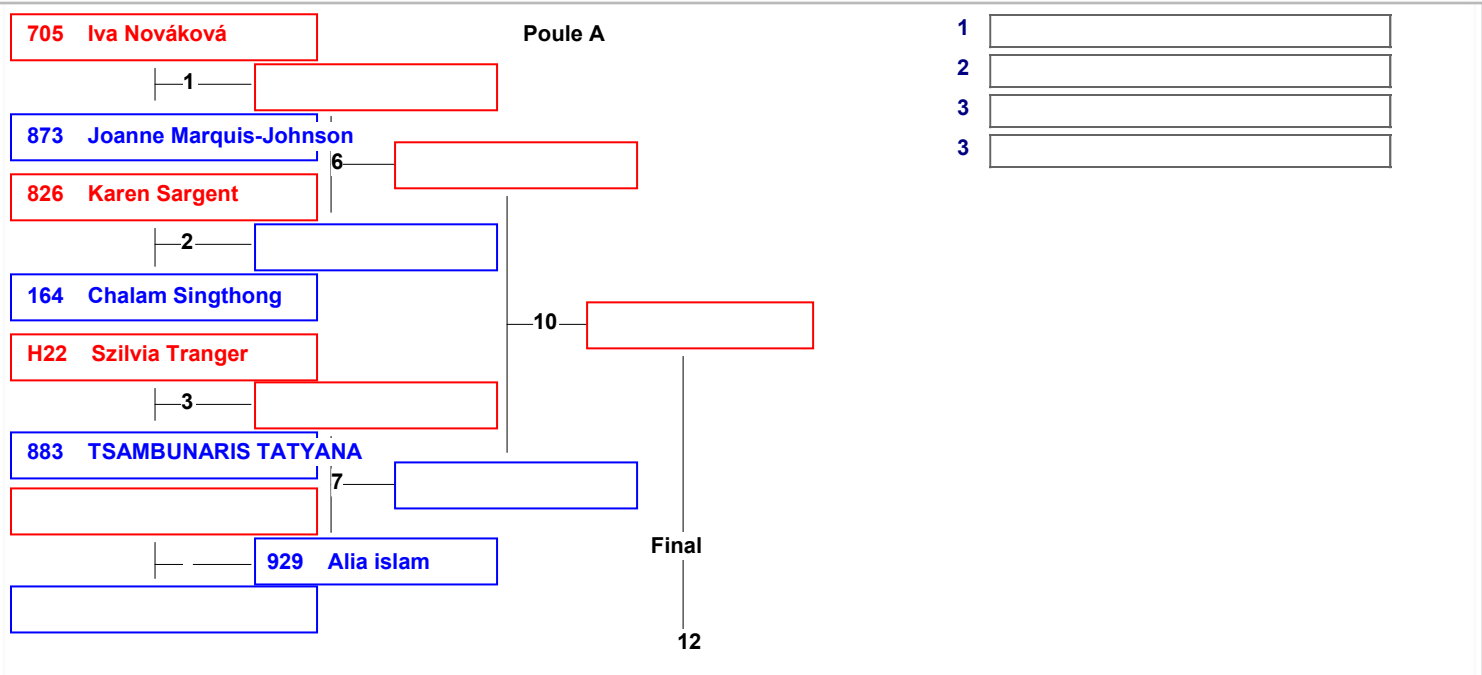 705 Iva Nováková
Poule A
1
2
3
3
1
873 Joanne Marquis-Johnson
6
826 Karen Sargent
2
164 Chalam Singthong
10
H22 Szilvia Tranger
3
883 TSAMBUNARIS TATYANA
7
Final
929 Alia islam
12